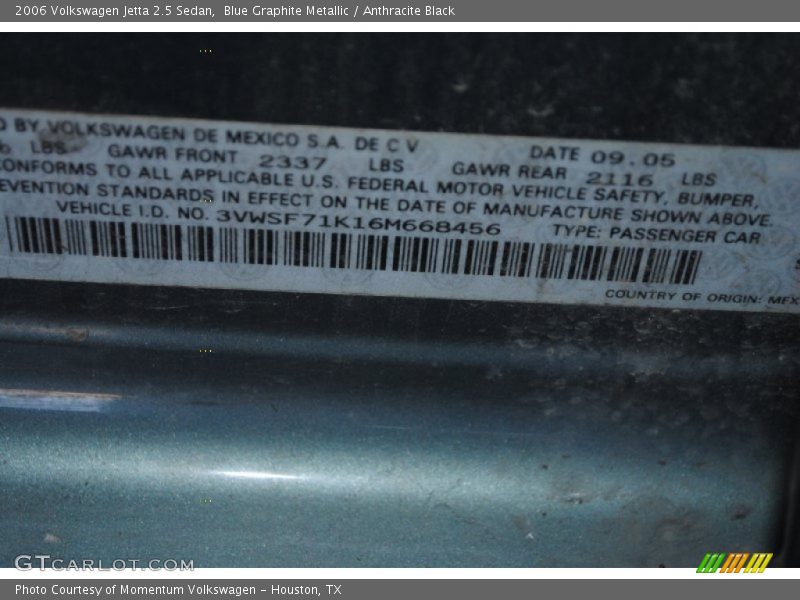 2006 Volkswagen Jetta 2.5 Sedan, Blue Graphite Metallic / Anthracite Black
BY VOLKSWAGEN DE MEXICO S.A. DE C V DATE 09.05
LBS GAWR FRONT 2337 LBS GAWR REAR 2116 LBS
CONFORMS TO ALL APPLICABLE U.S. FEDERAL MOTOR VEHICLE SAFETY, BUMPER,
EVENTION STANDARDS IN EFFECT ON THE DATE OF MANUFACTURE SHOWN ABOVE.
VEHICLE I.D. NO. 3VWSF71K16M668456 TYPE: PASSENGER CAR
COUNTRY OF ORIGIN: MEX
GTCARLOT.COM
Photo Courtesy of Momentum Volkswagen - Houston, TX